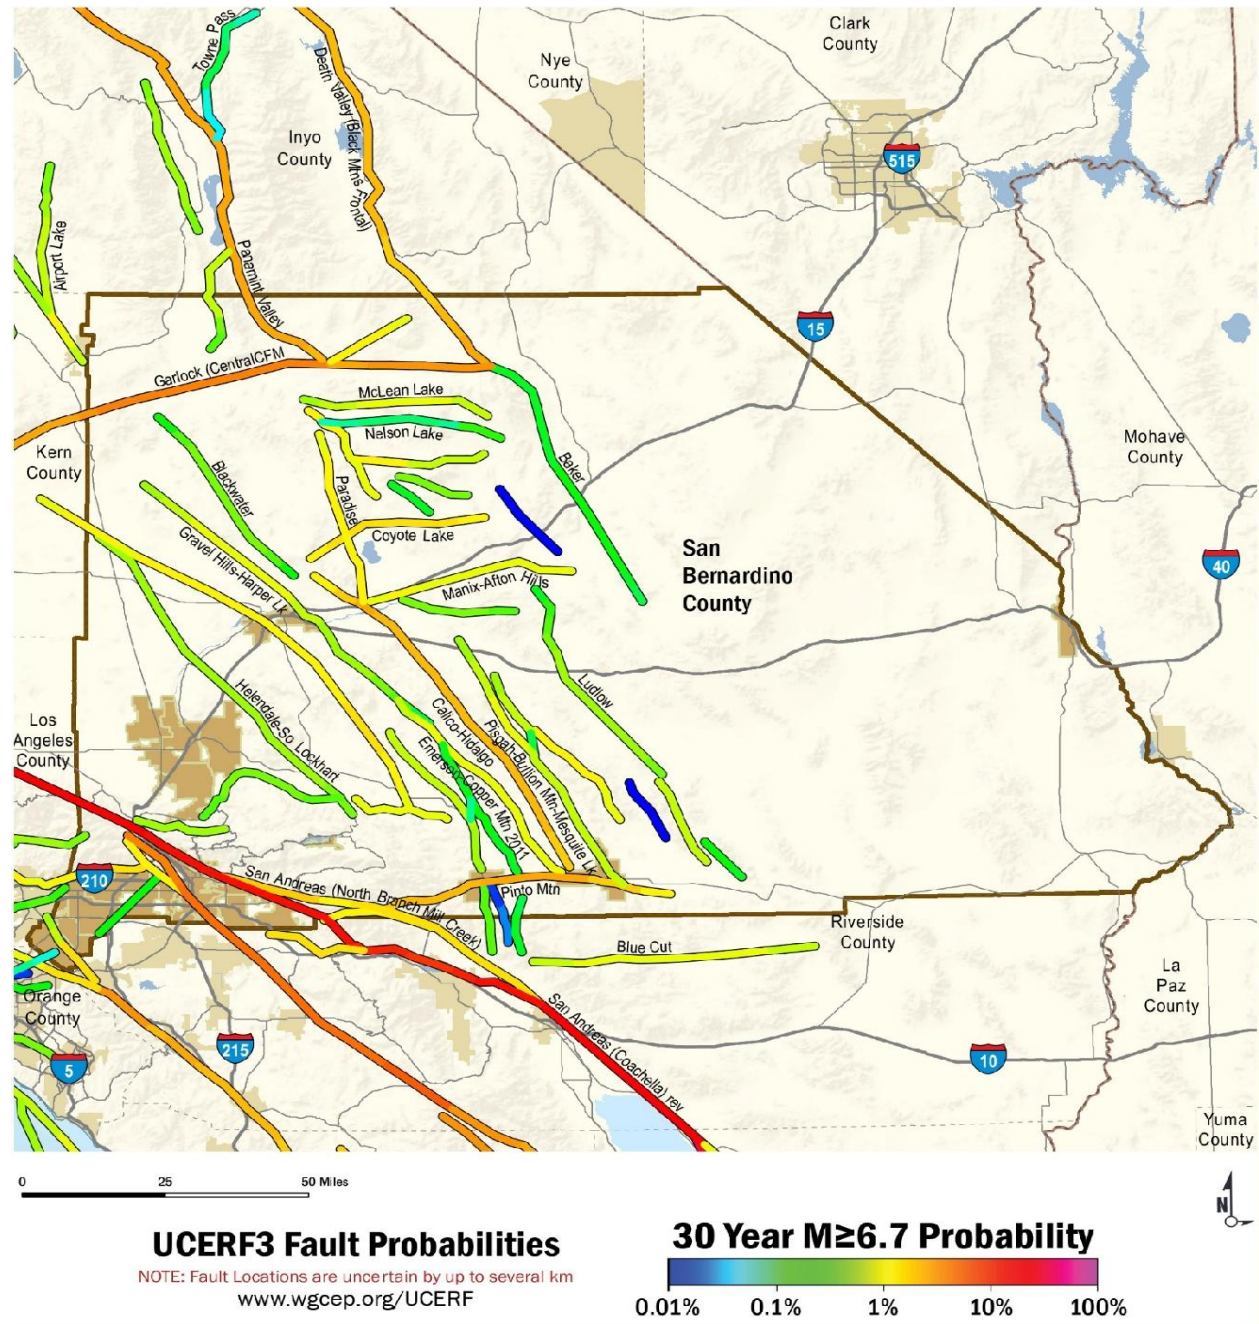 Clark
County
Nye
County
Towne Pass
Death Valley (Black Mtns Frontal)
Inyo
County
515
Airport Lake
Panamint Valley
15
Garlock (CentralCFM
McLean Lake
Nelson Lake
Kern
County
Mohave
County
Blackwater
Paradise
Baker
Coyote Lake
Gravel Hills-Harper Lk
San
Bernardino
County
40
Manix-Afton Hills
Ludlow
Helendale-So Lockhart
Los
Angeles
County
Calico-Hidalgo
Pisgah-Bullion Mtn-Mesquite Lk
Emerson-Copper Mtn 2011
210
San Andreas (North Branch Mill Creek)
Pinto Mtn
Riverside
County
Blue Cut
La
Paz
County
Orange
County
San Andreas (Coachella) rev
5
215
10
Yuma
County
0 25 50 Miles
N
UCERF3 Fault Probabilities
NOTE: Fault Locations are uncertain by up to several km
www.wgcep.org/UCERF
30 Year M≥6.7 Probability
0.01% 0.1% 1% 10% 100%